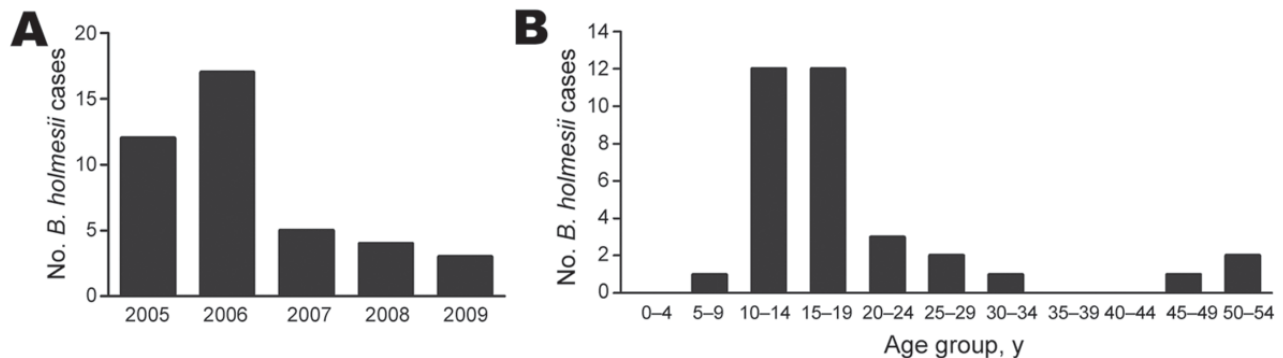 A
No. B. holmesii cases
20
15
10
5
0
2005 2006 2007 2008 2009
B
No. B. holmesii cases
14
12
10
8
6
4
2
0
0–4 5–9 10–14 15–19 20–24 25–29 30–34 35–39 40–44 45–49 50–54
Age group, y